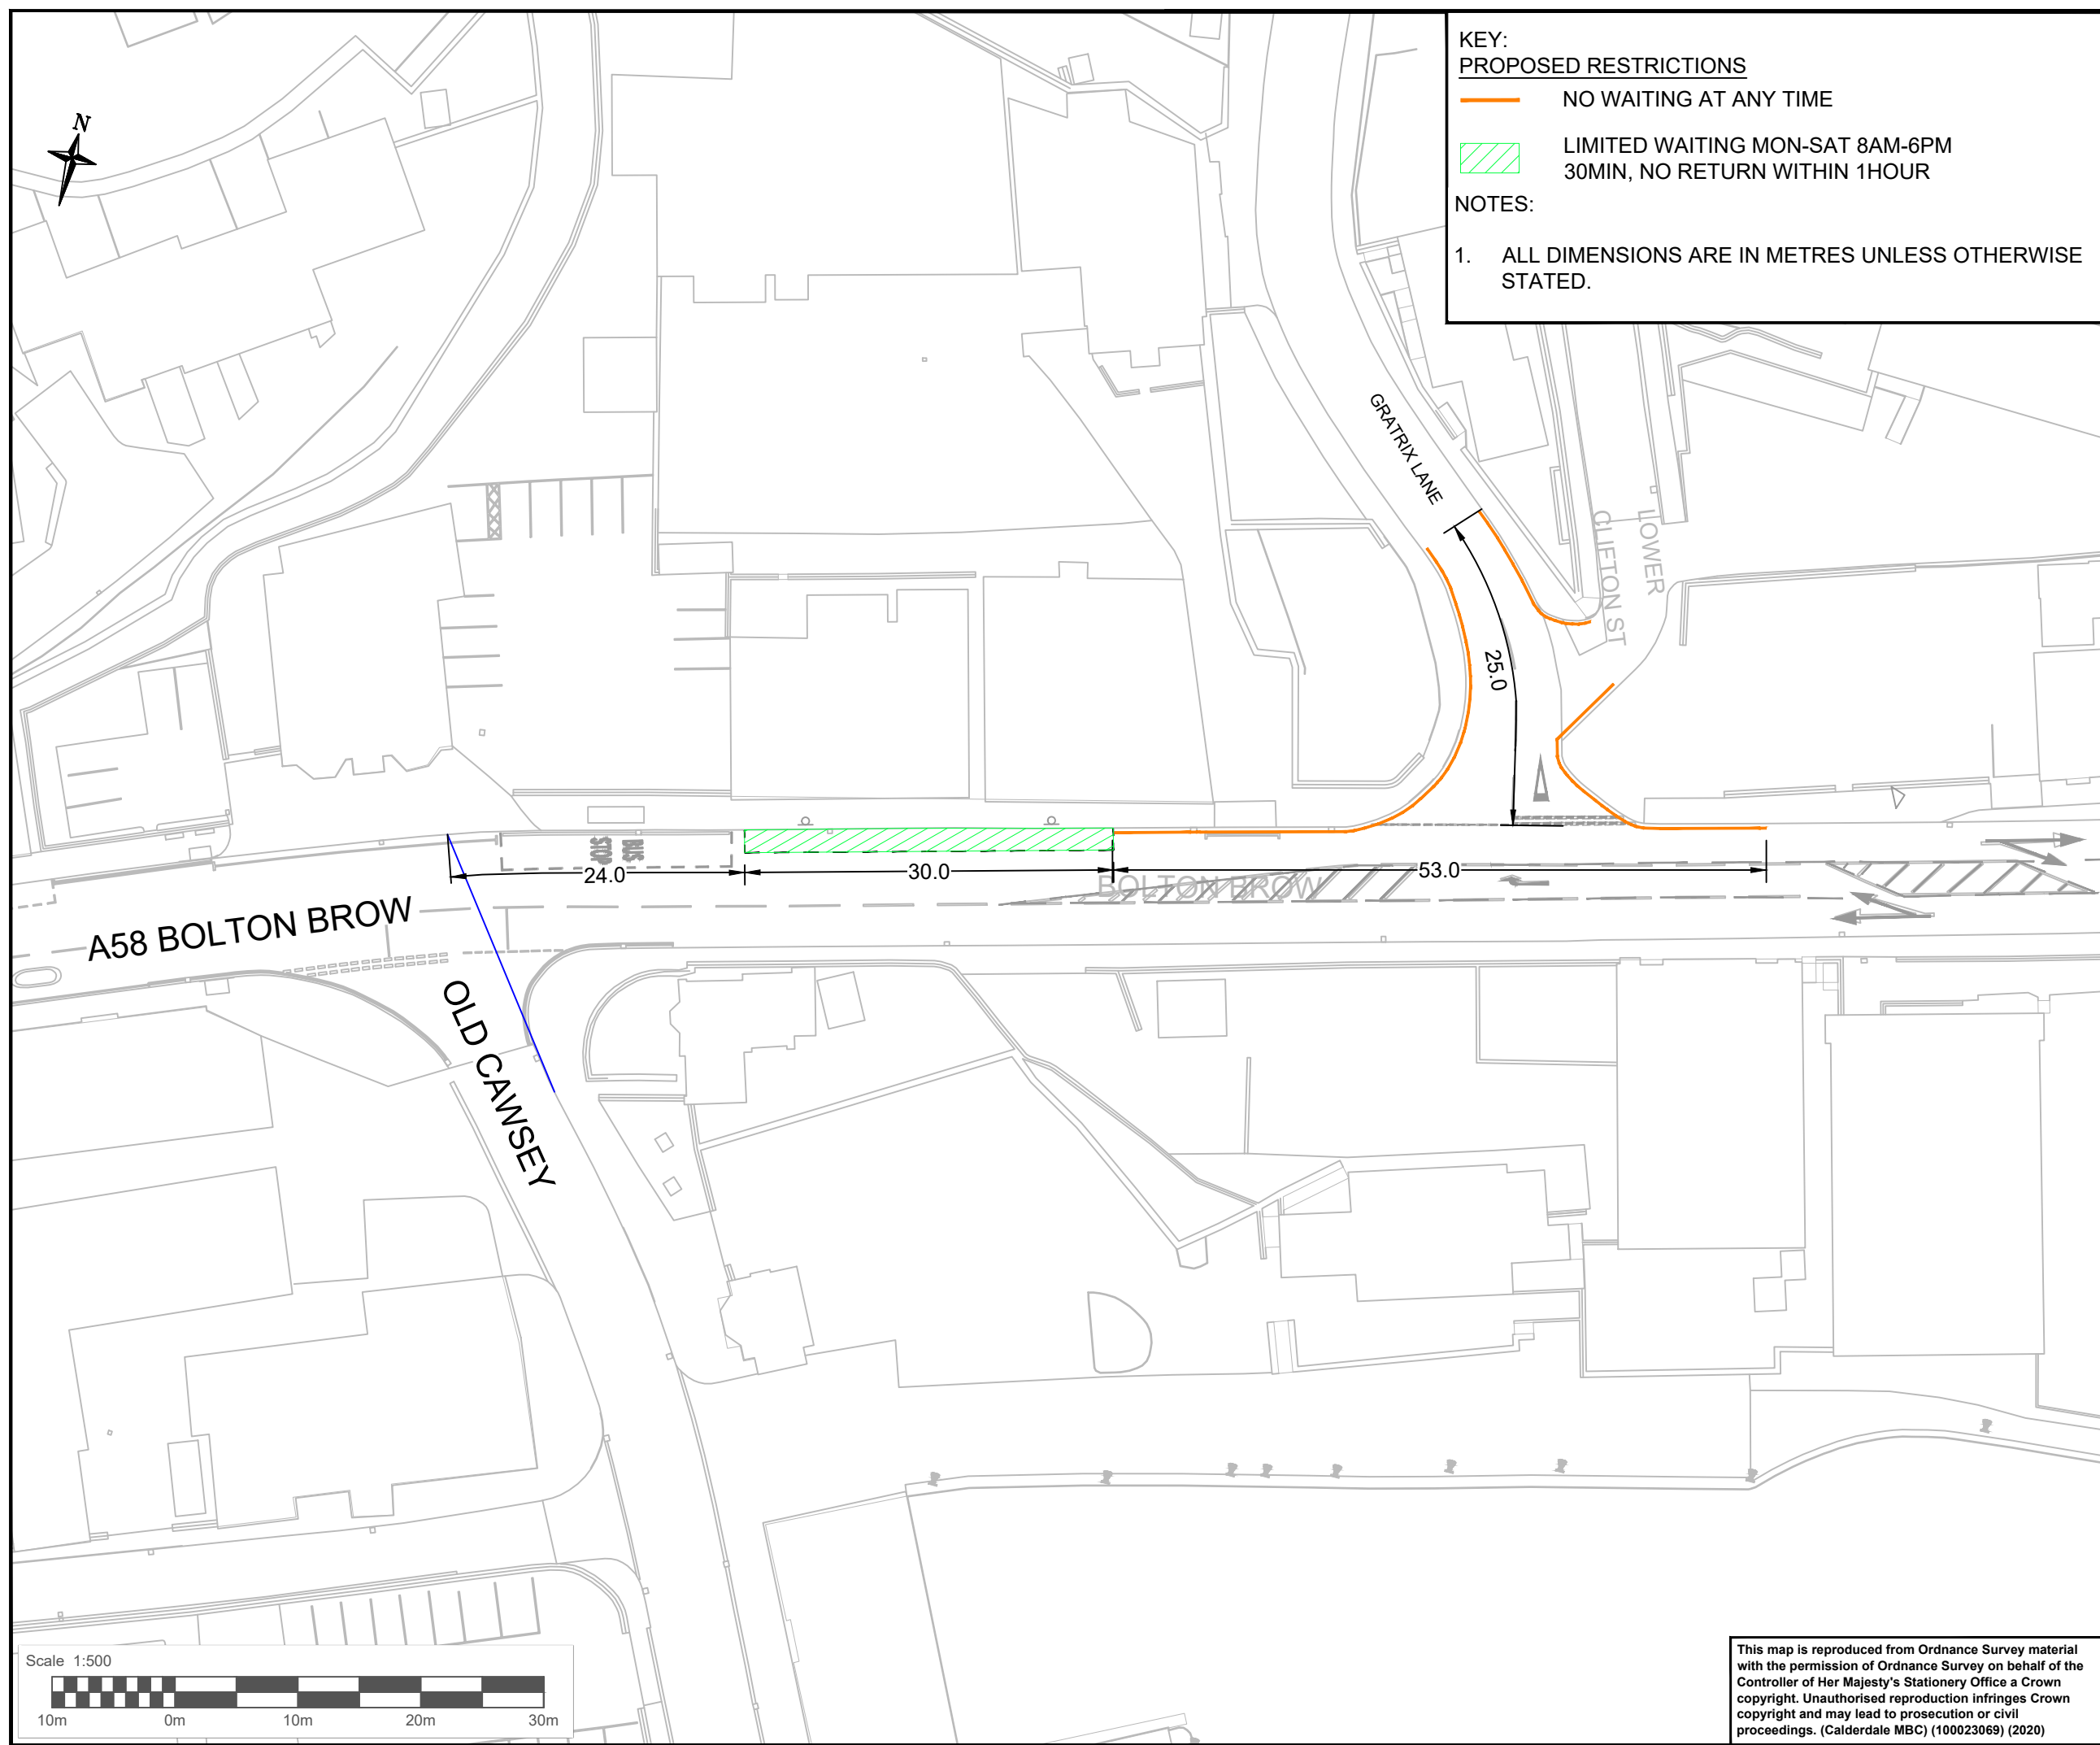 KEY:
PROPOSED RESTRICTIONS
NO WAITING AT ANY TIME
LIMITED WAITING MON-SAT 8AM-6PM
30MIN, NO RETURN WITHIN 1HOUR
NOTES:
1. ALL DIMENSIONS ARE IN METRES UNLESS OTHERWISE
STATED.
N
GRATRIX LANE
LOWER
CLIFTON ST
25.0
BUS
STOP
24.0
30.0
53.0
BOLTON BROW
A58 BOLTON BROW
OLD CAWSEY
Scale 1:500
10m 0m 10m 20m 30m
This map is reproduced from Ordnance Survey material
with the permission of Ordnance Survey on behalf of the
Controller of Her Majesty's Stationery Office a Crown
copyright. Unauthorised reproduction infringes Crown
copyright and may lead to prosecution or civil
proceedings. (Calderdale MBC) (100023069) (2020)